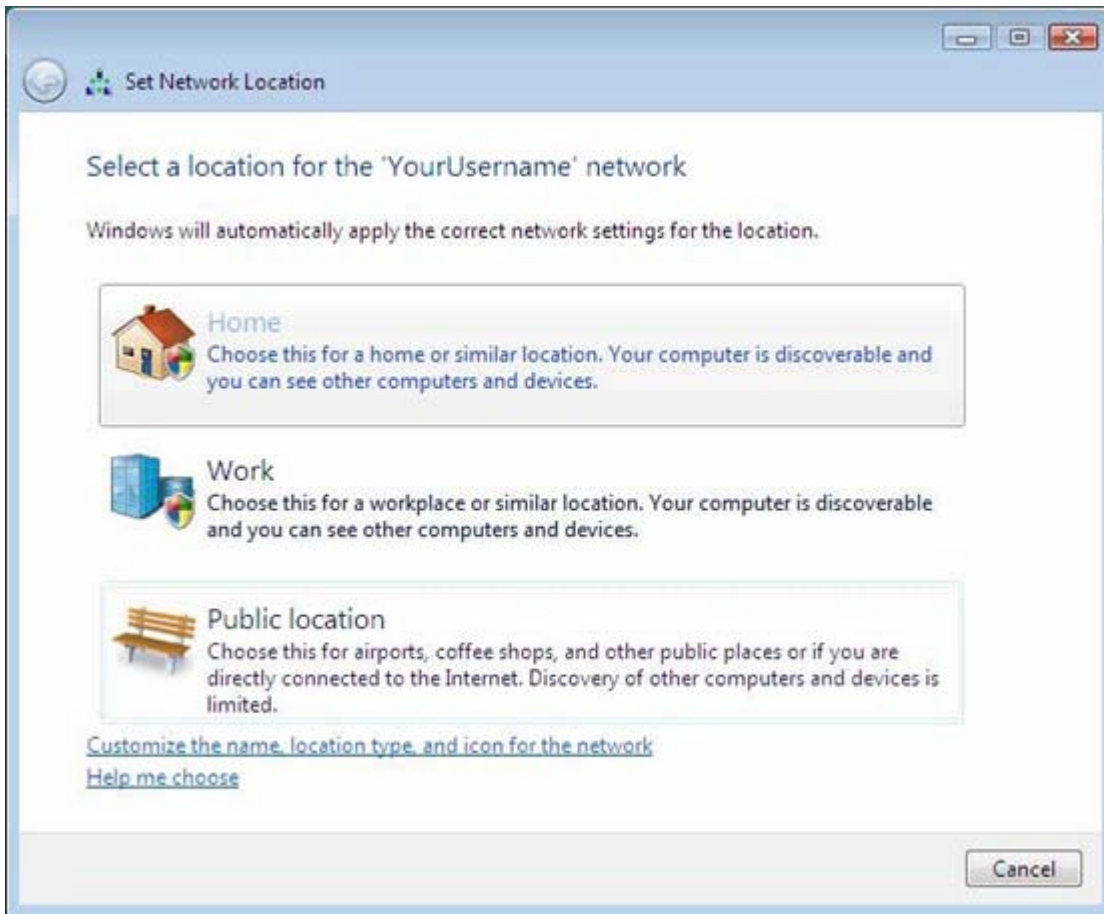 Set Network Location
Select a location for the 'YourUsername' network
Windows will automatically apply the correct network settings for the location.
Home
Choose this for a home or similar location. Your computer is discoverable and
you can see other computers and devices.
Work
Choose this for a workplace or similar location. Your computer is discoverable
and you can see other computers and devices.
Public location
Choose this for airports, coffee shops, and other public places or if you are
directly connected to the Internet. Discovery of other computers and devices is
limited.
Customize the name, location type, and icon for the network
Help me choose
Cancel